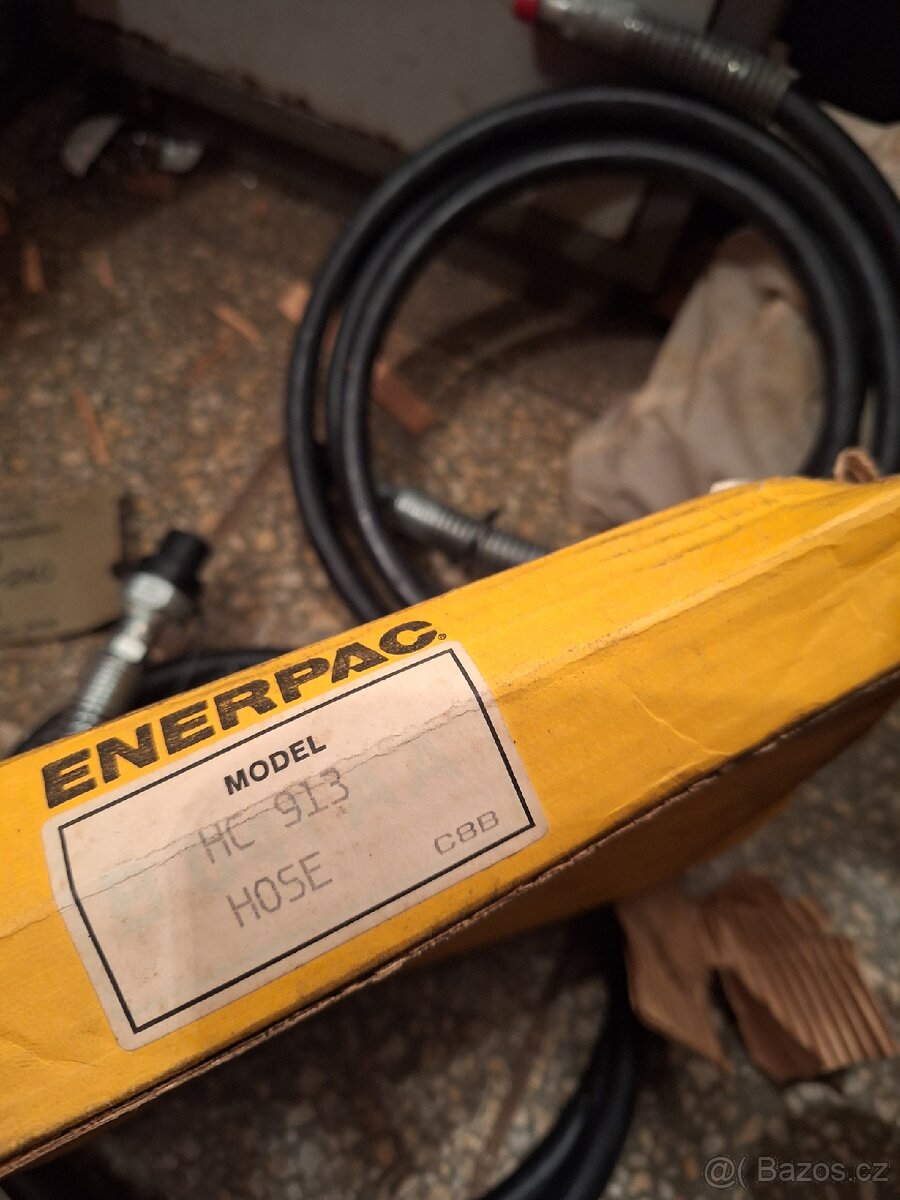 ENERPAC®
MODEL
HC 913
HOSE C8B
@( Bazos.cz